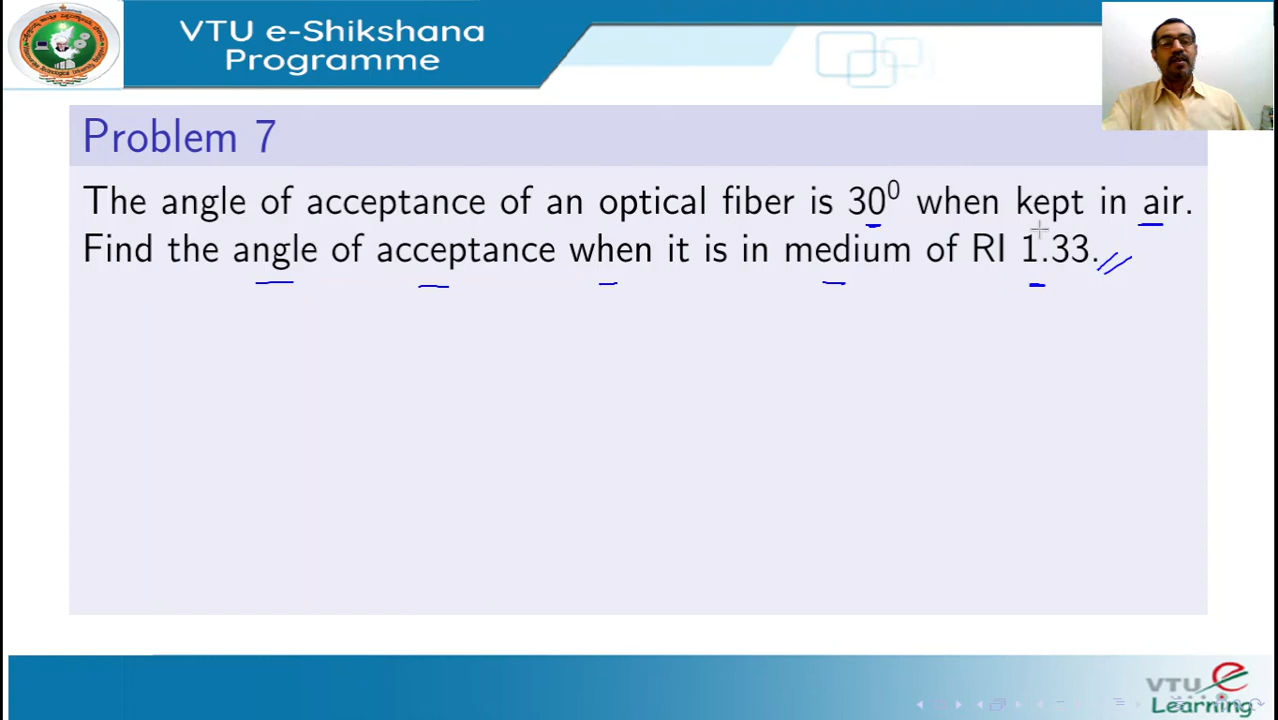 VTU e-Shikshana
Programme
Problem 7
The angle of acceptance of an optical fiber is 30⁰ when kept in air.
Find the angle of acceptance when it is in medium of RI 1.33.
VTU
Learning